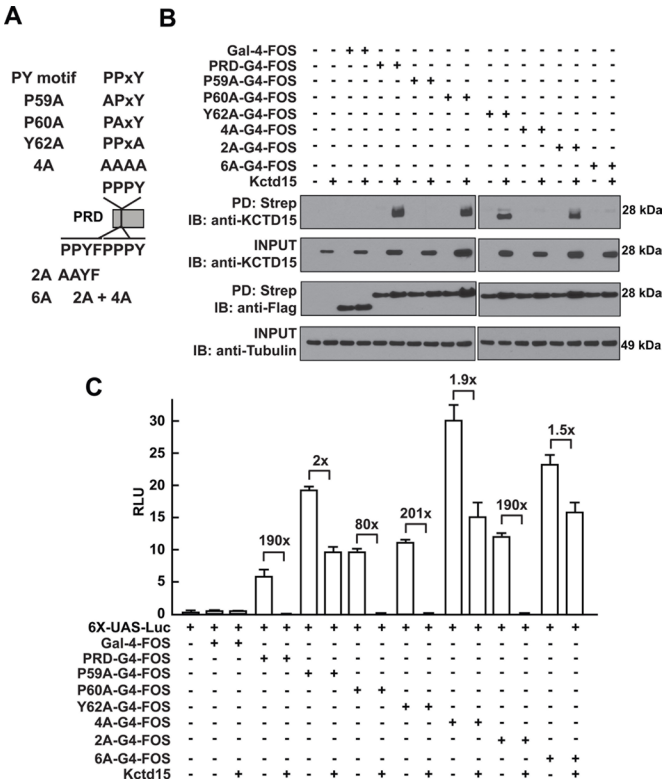 A
PY motif PPxY
P59A APxY
P60A PAxY
Y62A PPxA
4A AAAA
PPPY
PRD
PPYFPPPY
2A AAYF
6A 2A + 4A
B
Gal-4-FOS - - + + - - - - - - - - - - - - - -
PRD-G4-FOS - - - - + + - - - - - - - - - - - -
P59A-G4-FOS - - - - - - + + - - - - - - - - - -
P60A-G4-FOS - - - - - - - - + + - - - - - - - -
Y62A-G4-FOS - - - - - - - - - - + + - - - - - -
4A-G4-FOS - - - - - - - - - - - - + + - - - -
2A-G4-FOS - - - - - - - - - - - - - - + + - -
6A-G4-FOS - - - - - - - - - - - - - - - - + +
Kctd15 - + - + - + - + - + - + - + - + - +
PD: Strep
IB: anti-KCTD15
28 kDa
INPUT
IB: anti-KCTD15
28 kDa
PD: Strep
IB: anti-Flag
28 kDa
INPUT
IB: anti-Tubulin
49 kDa
C
RLU
30
25
20
15
10
5
0
190x
2x
80x
201x
1.9x
190x
1.5x
6X-UAS-Luc + + + + + + + + + + + + + + + + +
Gal-4-FOS - + + - - - - - - - - - - - - - -
PRD-G4-FOS - - - + + - - - - - - - - - - - -
P59A-G4-FOS - - - - - + + - - - - - - - - - -
P60A-G4-FOS - - - - - - - + + - - - - - - - -
Y62A-G4-FOS - - - - - - - - - + + - - - - - -
4A-G4-FOS - - - - - - - - - - - + + - - - -
2A-G4-FOS - - - - - - - - - - - - - + + - -
6A-G4-FOS - - - - - - - - - - - - - - - + +
Kctd15 - - + - + - + - + - + - + - + - +